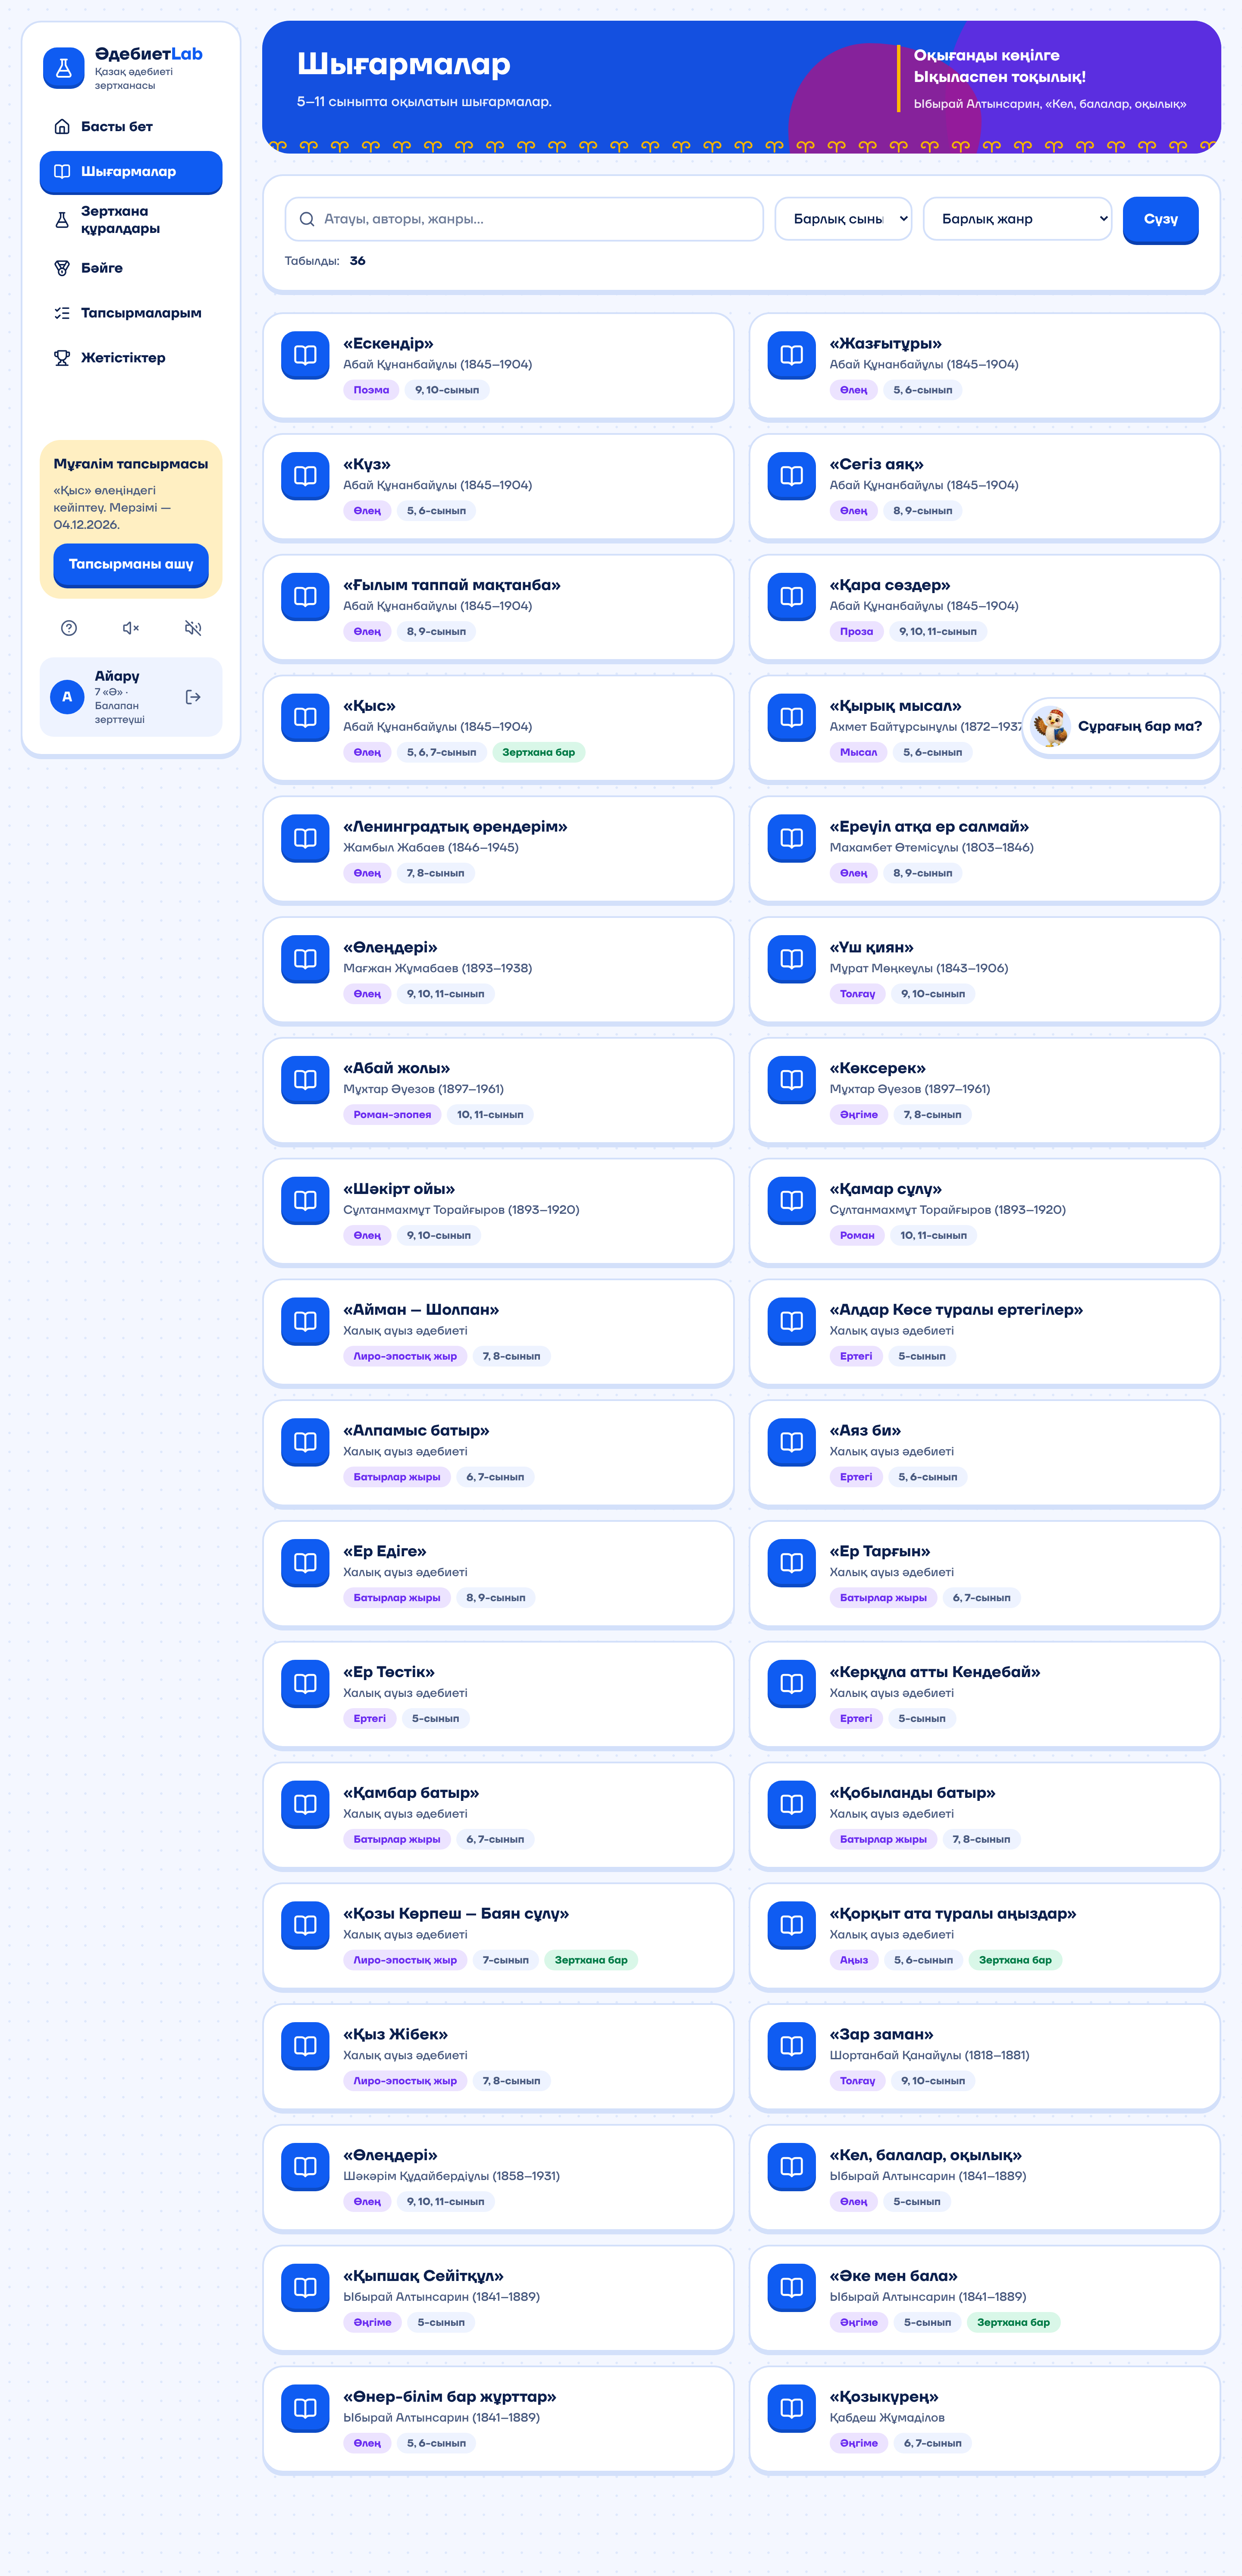 ӘдебиетLab
Қазақ әдебиеті
зертханасы
Басты бет
Шығармалар
Зертхана
құралдары
Бәйге
Тапсырмаларым
Жетістіктер
Мұғалім тапсырмасы
«Қыс» өлеңіндегі
кейіптеу. Мерзімі —
04.12.2026.
Тапсырманы ашу
А
Айару
7 «Ә» ·
Балапан
зерттеуші
Шығармалар
5–11 сыныпта оқылатын шығармалар.
Оқығанды көңілге
Ықыласпен тоқылық!
Ыбырай Алтынсарин, «Кел, балалар, оқылық»
Атауы, авторы, жанры...
Барлық сыны
Барлық жанр
Сүзу
Табылды: 36
«Ескендір»
Абай Құнанбайұлы (1845–1904)
Поэма 9, 10-сынып
«Жазғытұры»
Абай Құнанбайұлы (1845–1904)
Өлең 5, 6-сынып
«Күз»
Абай Құнанбайұлы (1845–1904)
Өлең 5, 6-сынып
«Сегіз аяқ»
Абай Құнанбайұлы (1845–1904)
Өлең 8, 9-сынып
«Ғылым таппай мақтанба»
Абай Құнанбайұлы (1845–1904)
Өлең 8, 9-сынып
«Қара сөздер»
Абай Құнанбайұлы (1845–1904)
Проза 9, 10, 11-сынып
«Қыс»
Абай Құнанбайұлы (1845–1904)
Өлең 5, 6, 7-сынып Зертхана бар
«Қырық мысал»
Ахмет Байтұрсынұлы (1872–1937
Мысал 5, 6-сынып
Сұрағың бар ма?
«Ленинградтық өрендерім»
Жамбыл Жабаев (1846–1945)
Өлең 7, 8-сынып
«Ереуіл атқа ер салмай»
Махамбет Өтемісұлы (1803–1846)
Өлең 8, 9-сынып
«Өлеңдері»
Мағжан Жұмабаев (1893–1938)
Өлең 9, 10, 11-сынып
«Үш қиян»
Мұрат Мөңкеұлы (1843–1906)
Толғау 9, 10-сынып
«Абай жолы»
Мұхтар Әуезов (1897–1961)
Роман-эпопея 10, 11-сынып
«Көксерек»
Мұхтар Әуезов (1897–1961)
Әңгіме 7, 8-сынып
«Шәкірт ойы»
Сұлтанмахмұт Торайғыров (1893–1920)
Өлең 9, 10-сынып
«Қамар сұлу»
Сұлтанмахмұт Торайғыров (1893–1920)
Роман 10, 11-сынып
«Айман – Шолпан»
Халық ауыз әдебиеті
Лиро-эпостық жыр 7, 8-сынып
«Алдар Көсе туралы ертегілер»
Халық ауыз әдебиеті
Ертегі 5-сынып
«Алпамыс батыр»
Халық ауыз әдебиеті
Батырлар жыры 6, 7-сынып
«Аяз би»
Халық ауыз әдебиеті
Ертегі 5, 6-сынып
«Ер Едіге»
Халық ауыз әдебиеті
Батырлар жыры 8, 9-сынып
«Ер Тарғын»
Халық ауыз әдебиеті
Батырлар жыры 6, 7-сынып
«Ер Төстік»
Халық ауыз әдебиеті
Ертегі 5-сынып
«Керқұла атты Кендебай»
Халық ауыз әдебиеті
Ертегі 5-сынып
«Қамбар батыр»
Халық ауыз әдебиеті
Батырлар жыры 6, 7-сынып
«Қобыланды батыр»
Халық ауыз әдебиеті
Батырлар жыры 7, 8-сынып
«Қозы Көрпеш – Баян сұлу»
Халық ауыз әдебиеті
Лиро-эпостық жыр 7-сынып Зертхана бар
«Қорқыт ата туралы аңыздар»
Халық ауыз әдебиеті
Аңыз 5, 6-сынып Зертхана бар
«Қыз Жібек»
Халық ауыз әдебиеті
Лиро-эпостық жыр 7, 8-сынып
«Зар заман»
Шортанбай Қанайұлы (1818–1881)
Толғау 9, 10-сынып
«Өлеңдері»
Шәкәрім Құдайбердіұлы (1858–1931)
Өлең 9, 10, 11-сынып
«Кел, балалар, оқылық»
Ыбырай Алтынсарин (1841–1889)
Өлең 5-сынып
«Қыпшақ Сейітқұл»
Ыбырай Алтынсарин (1841–1889)
Әңгіме 5-сынып
«Әке мен бала»
Ыбырай Алтынсарин (1841–1889)
Әңгіме 5-сынып Зертхана бар
«Өнер-білім бар жұрттар»
Ыбырай Алтынсарин (1841–1889)
Өлең 5, 6-сынып
«Қозыкүрең»
Қабдеш Жұмаділов
Әңгіме 6, 7-сынып